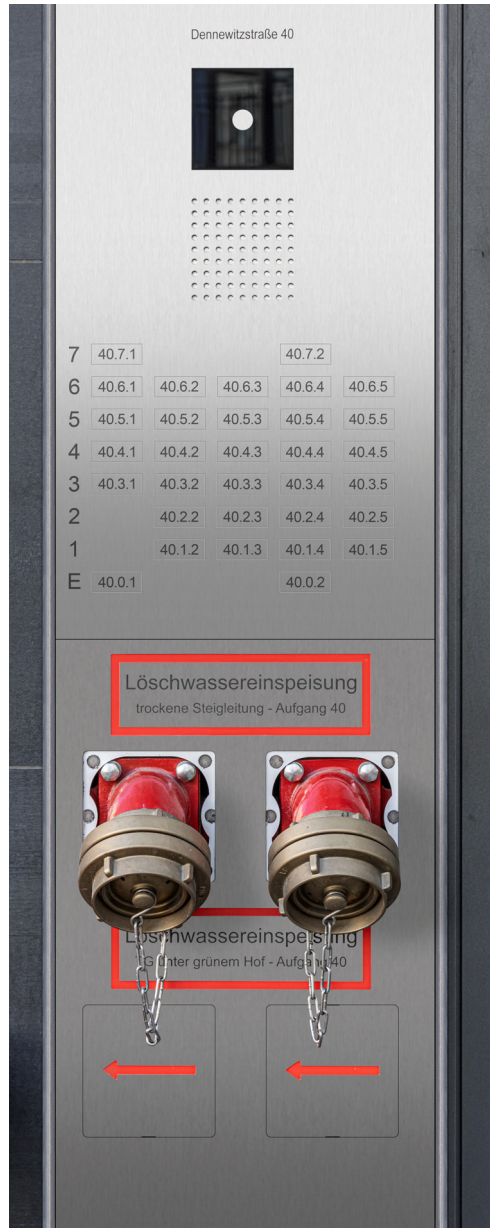 Dennewitzstraße 40
7 40.7.1 40.7.2
6 40.6.1 40.6.2 40.6.3 40.6.4 40.6.5
5 40.5.1 40.5.2 40.5.3 40.5.4 40.5.5
4 40.4.1 40.4.2 40.4.3 40.4.4 40.4.5
3 40.3.1 40.3.2 40.3.3 40.3.4 40.3.5
2 40.2.2 40.2.3 40.2.4 40.2.5
1 40.1.2 40.1.3 40.1.4 40.1.5
E 40.0.1 40.0.2
Löschwassereinspeisung
trockene Steigleitung - Aufgang 40
Löschwassereinspeisung
unter grünem Hof - Aufgang 40